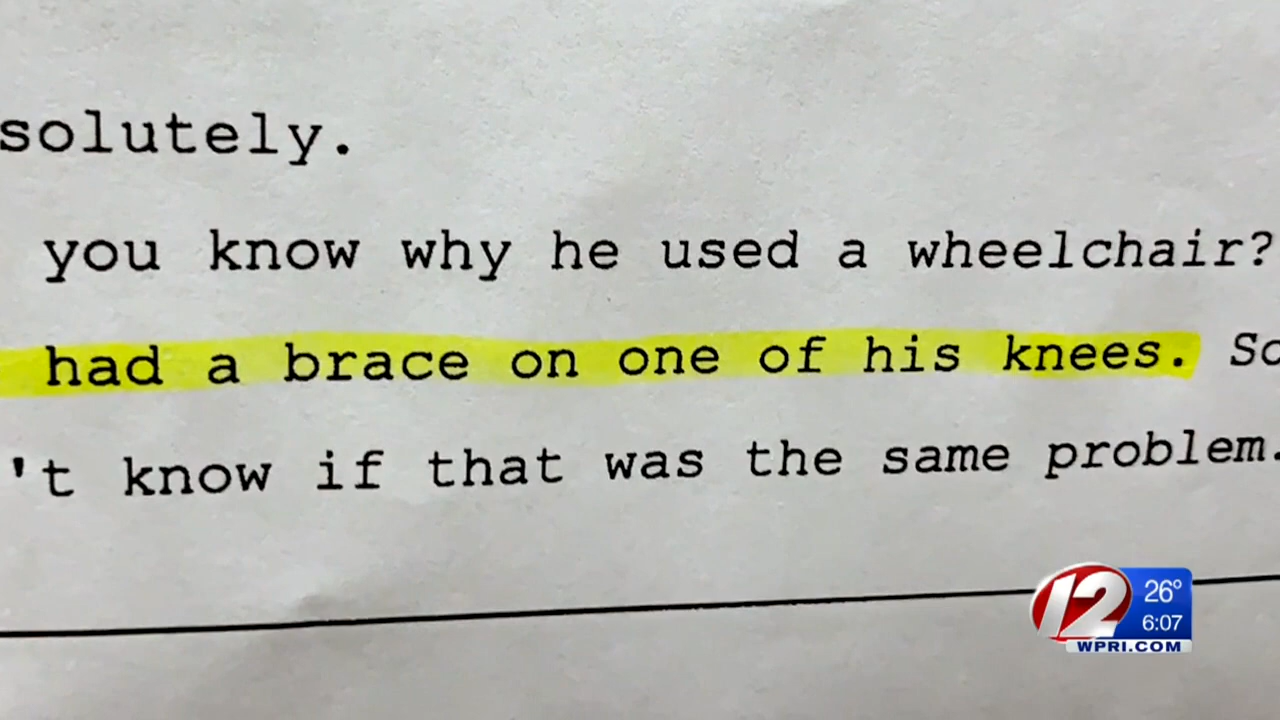 solutely.
you know why he used a wheelchair?
had a brace on one of his knees. So
't know if that was the same problem.
12
26°
6:07
WPRI.COM